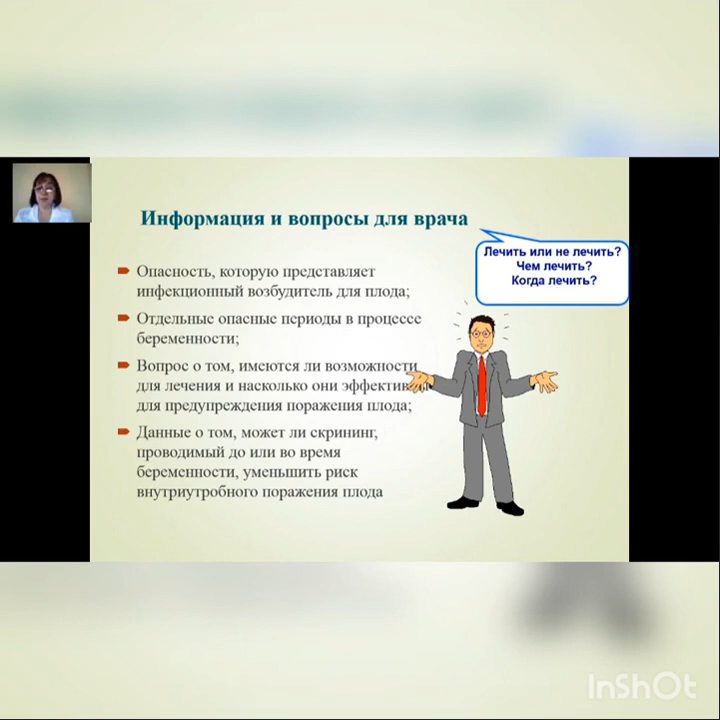 Информация и вопросы для врача
Лечить или не лечить?
Чем лечить?
Когда лечить?
Опасность, которую представляет
инфекционный возбудитель для плода;
Отдельные опасные периоды в процессе
беременности;
Вопрос о том, имеются ли возможности
для лечения и насколько они эффективны
для предупреждения поражения плода;
Данные о том, может ли скрининг,
проводимый до или во время
беременности, уменьшить риск
внутриутробного поражения плода
InShOt